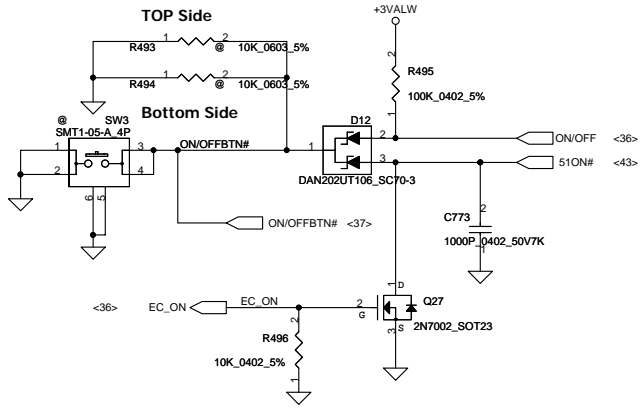 TOP Side
+3VALW
1 2
R493 @ 10K_0603_5%
1 2
R494 @ 10K_0603_5%
2
R495
100K_0402_5%
1
Bottom Side
@ SW3
SMT1-05-A_4P
1 3
2 4
6 5
ON/OFFBTN#
D12
1 2
3
DAN202UT106_SC70-3
ON/OFF <36>
51ON# <43>
ON/OFFBTN# <37>
C773
2
1000P_0402_50V7K
1
<36> EC_ON EC_ON
2
G
1 D
Q27
2N7002_SOT23
3 S
2
R496
10K_0402_5%
1